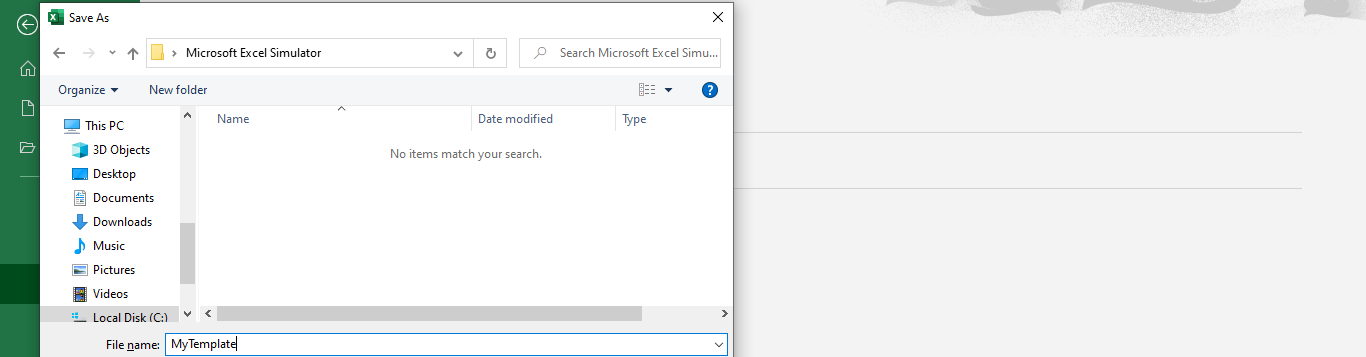 Save As
Microsoft Excel Simulator
Search Microsoft Excel Simu...
Organize
New folder
?
Name
Date modified
Type
No items match your search.
This PC
3D Objects
Desktop
Documents
Downloads
Music
Pictures
Videos
Local Disk (C:)
File name:
MyTemplate